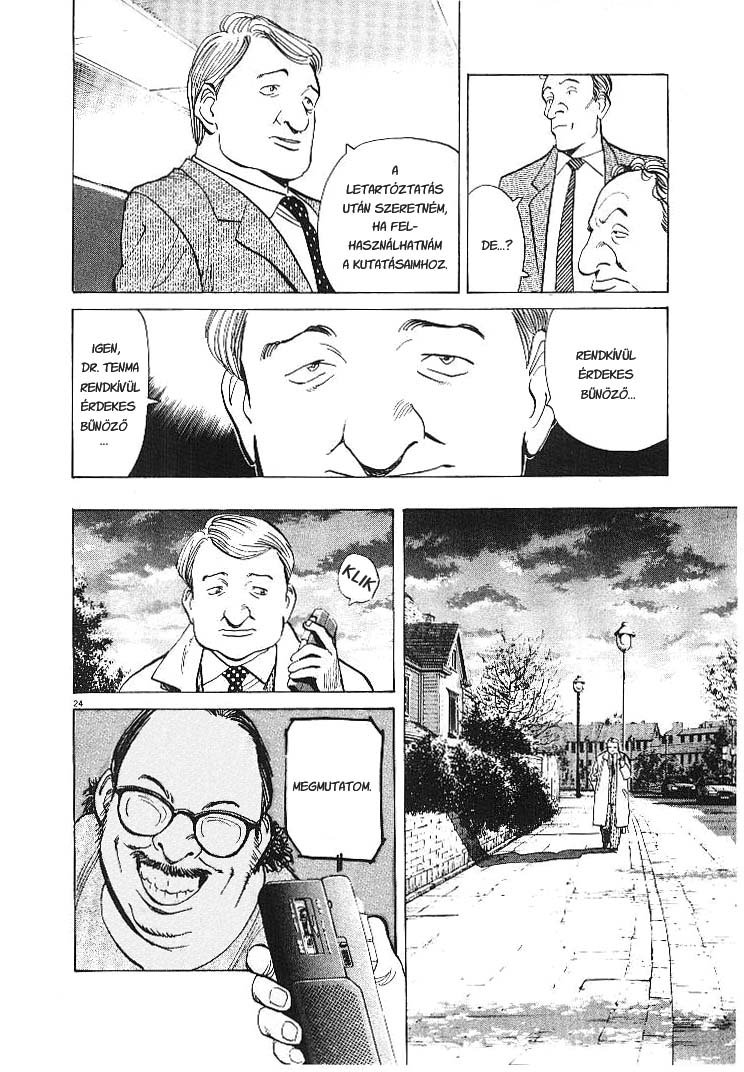 DE...?
A
LETARTÓZTATÁS
UTÁN SZERETNÉM,
HA FEL-
HASZNÁLHATNÁM
A KUTATÁSAIMHOZ.
RENDKÍVÜL
ÉRDEKES
BŰNÖZŐ...
IGEN,
DR. TENMA
RENDKÍVÜL
ÉRDEKES
BŰNÖZŐ
...
KLIK
24
MEGMUTATOM.